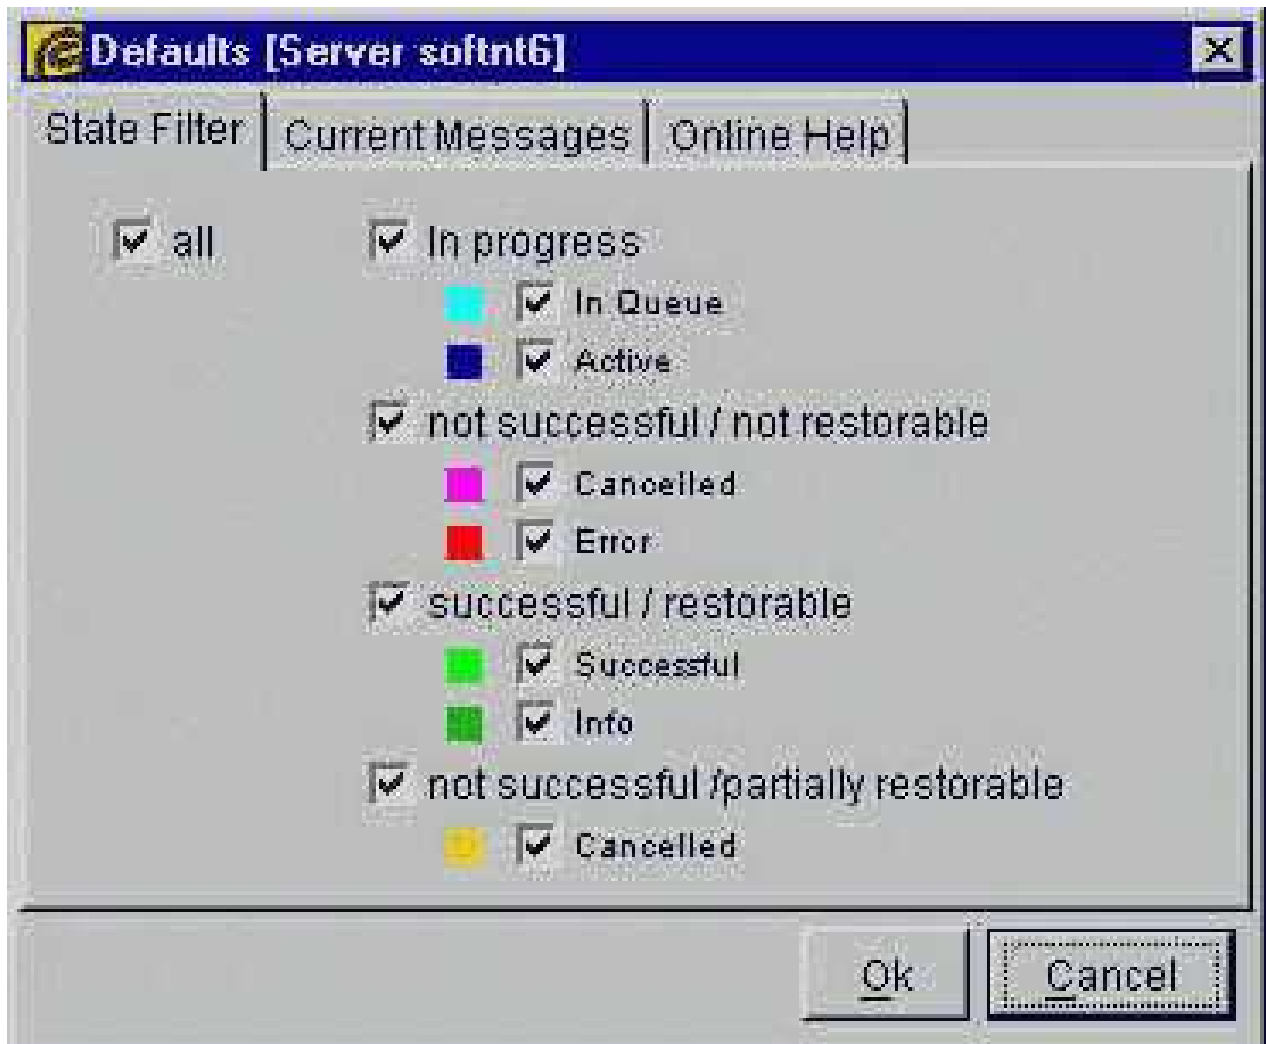 Defaults [Server softnt6]
State Filter Current Messages Online Help
all In progress
In Queue
Active
not successful / not restorable
Cancelled
Error
successful / restorable
Successful
Info
not successful /partially restorable
Cancelled
Ok Cancel